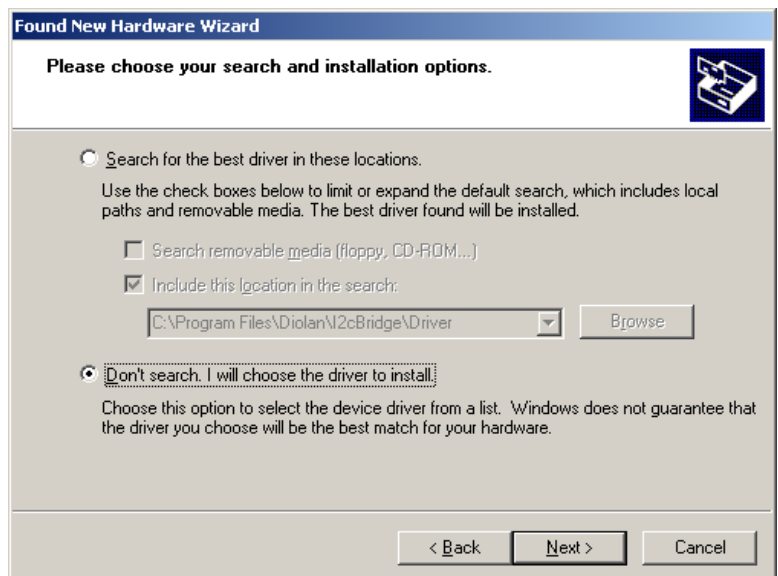 Found New Hardware Wizard
Please choose your search and installation options.
Search for the best driver in these locations.
Use the check boxes below to limit or expand the default search, which includes local
paths and removable media. The best driver found will be installed.
Search removable media (floppy, CD-ROM...)
Include this location in the search:
C:\Program Files\Diolan\I2cBridge\Driver
Browse
Don't search. I will choose the driver to install.
Choose this option to select the device driver from a list.  Windows does not guarantee that
the driver you choose will be the best match for your hardware.
< Back
Next >
Cancel